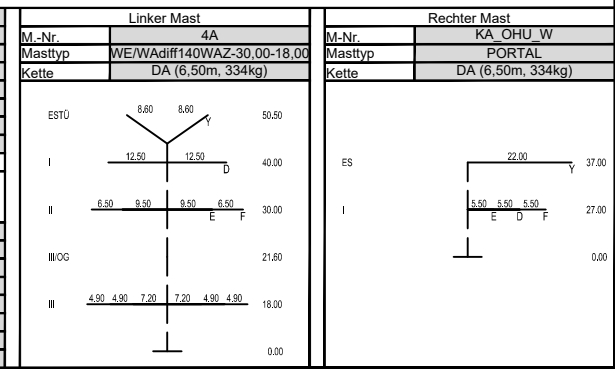 Linker Mast
M.-Nr. 4A
Masttyp WE/WAdiff140WAZ-30,00-18,00
Kette DA (6,50m, 334kg)
ESTÜ 8.60 8.60 Y 50.50
I 12.50 12.50 D 40.00
II 6.50 9.50 9.50 E 6.50 F 30.00
III/OG 21.60
III 4.90 4.90 7.20 7.20 4.90 4.90 18.00
0.00
Rechter Mast
M-Nr. KA_OHU_W
Masttyp PORTAL
Kette DA (6,50m, 334kg)
ES 22.00 Y 37.00
I 5.50 E 5.50 D 5.50 F 27.00
0.00